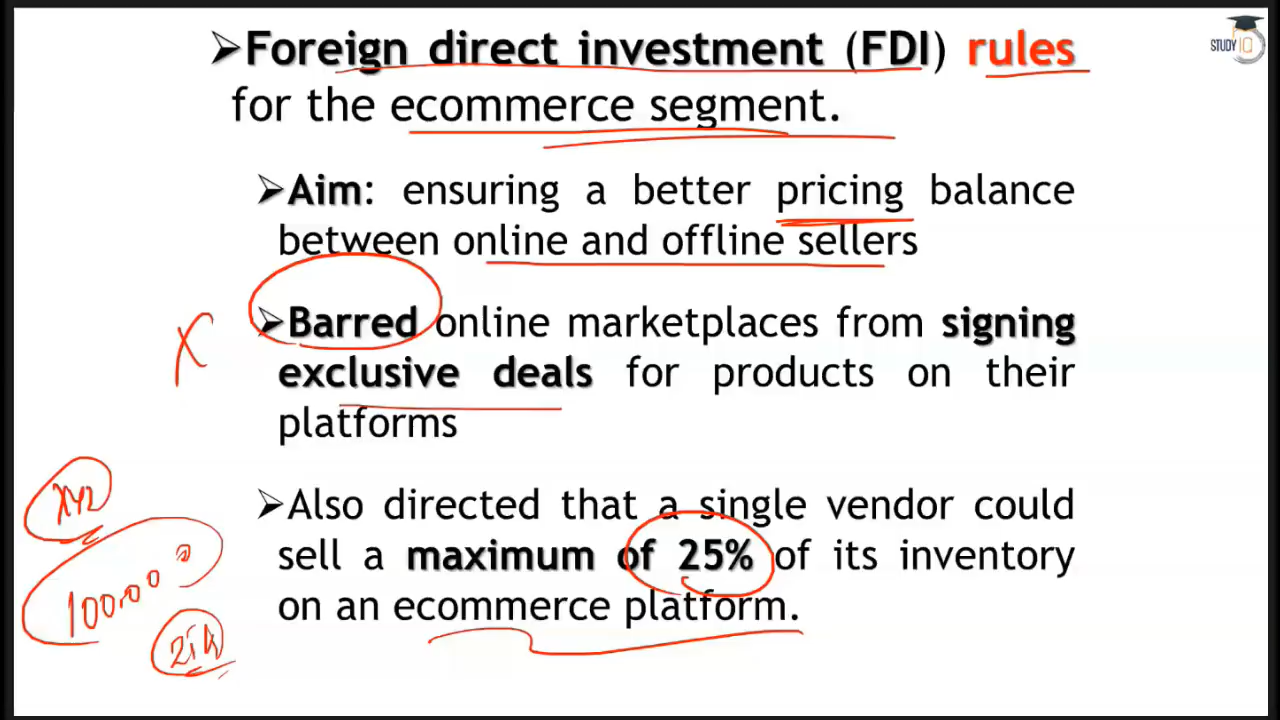 STUDY IQ
➢Foreign direct investment (FDI) rules
for the ecommerce segment.
➢Aim: ensuring a better pricing balance
between online and offline sellers
➢Barred online marketplaces from signing
exclusive deals for products on their
platforms
➢Also directed that a single vendor could
sell a maximum of 25% of its inventory
on an ecommerce platform.
XYZ